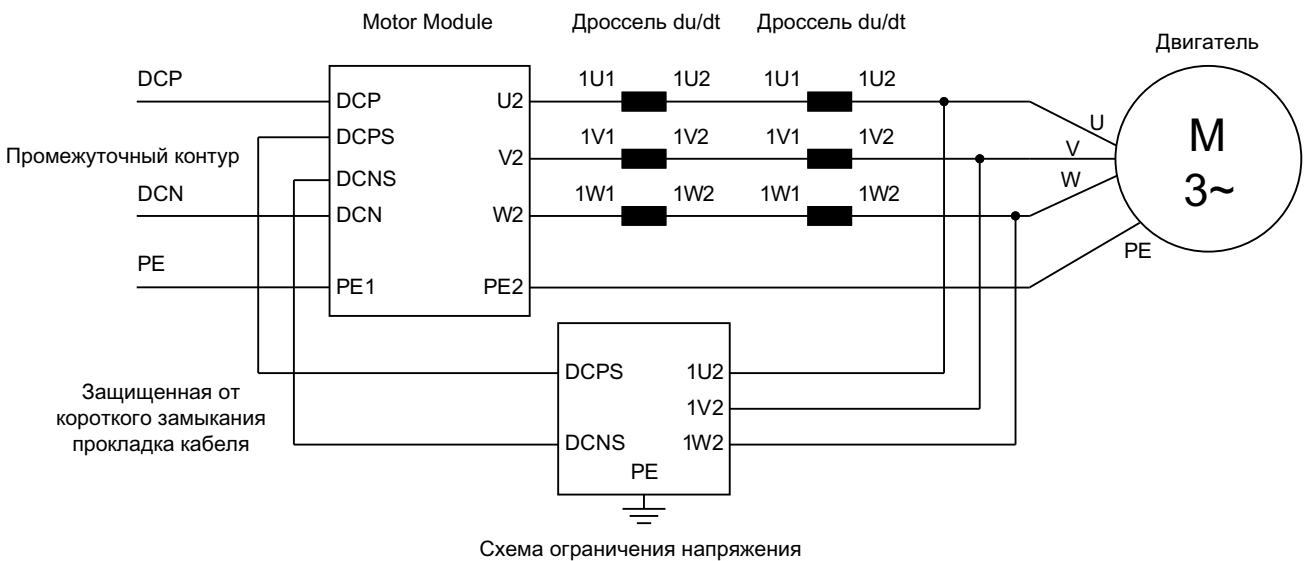 Motor Module
Дроссель du/dt
Дроссель du/dt
Двигатель
DCP
DCP
U2
1U1
1U2
1U1
1U2
U
M
3~
DCPS
1V1
1V2
1V1
1V2
V
Промежуточный контур
V2
DCNS
W
DCN
DCN
W2
1W1
1W2
1W1
1W2
PE
PE
PE1
PE2
DCPS
1U2
Защищенная от
короткого замыкания
прокладка кабеля
1V2
DCNS
1W2
PE
Схема ограничения напряжения